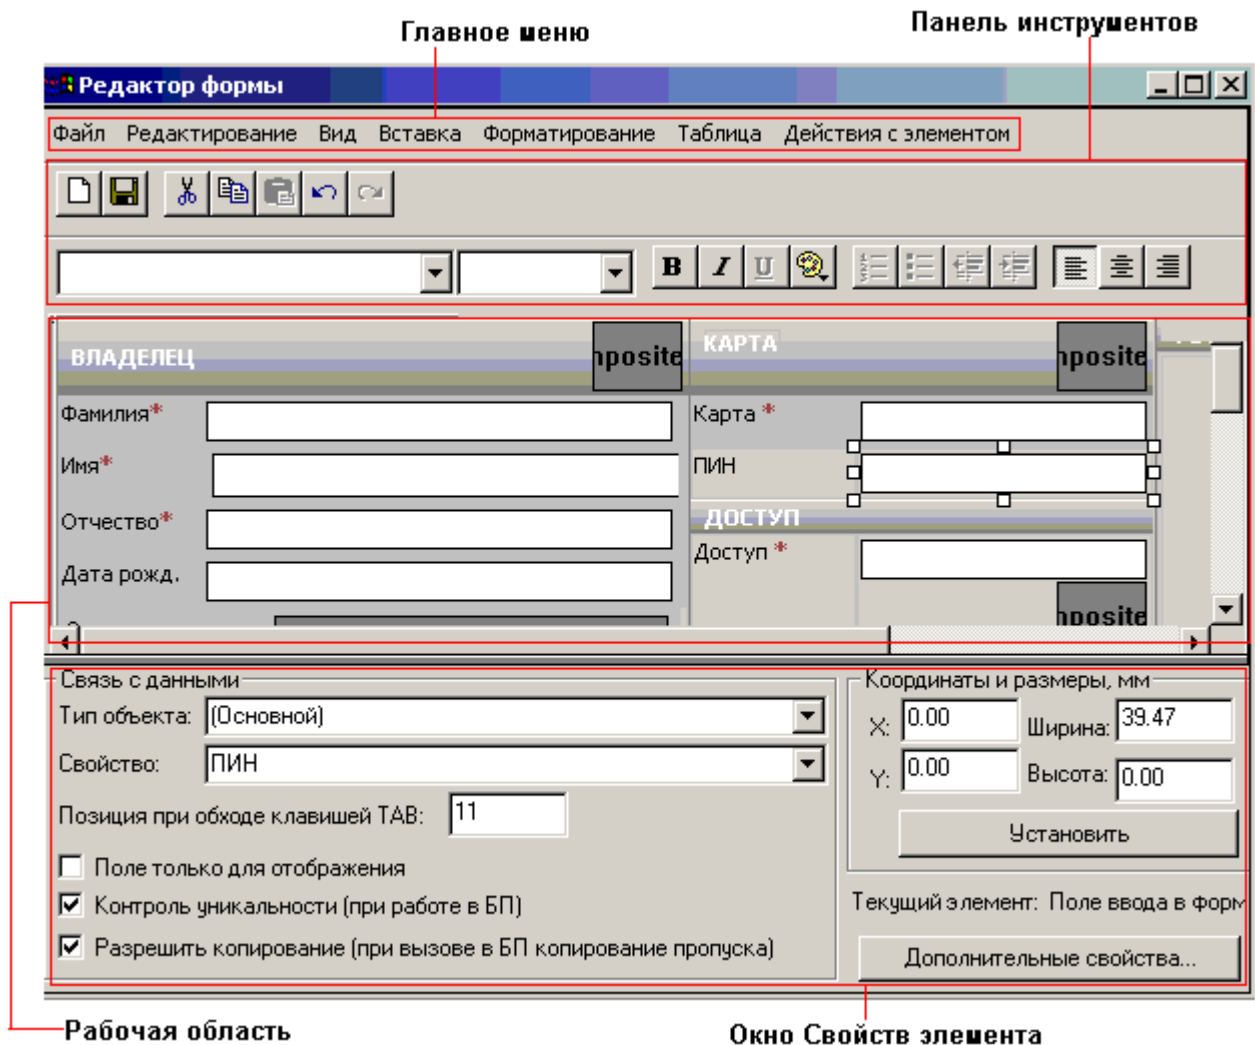 Главное меню
Панель инструментов
Редактор формы
Файл Редактирование Вид Вставка Форматирование Таблица Действия с элементом
B I U
ВЛАДЕЛЕЦ
nposite
КАРТА
nposite
Фамилия*
Карта *
Имя*
ПИН
Отчество*
ДОСТУП
Доступ *
Дата рожд.
nposite
Связь с данными
Координаты и размеры, мм
Тип объекта: (Основной)
X: 0.00 Ширина: 39.47
Свойство: ПИН
Y: 0.00 Высота: 0.00
Позиция при обходе клавишей TAB: 11
Установить
Поле только для отображения
Контроль уникальности (при работе в БП)
Текущий элемент: Поле ввода в форм
Разрешить копирование (при вызове в БП копирование пропуска)
Дополнительные свойства...
Рабочая область
Окно Свойств элемента